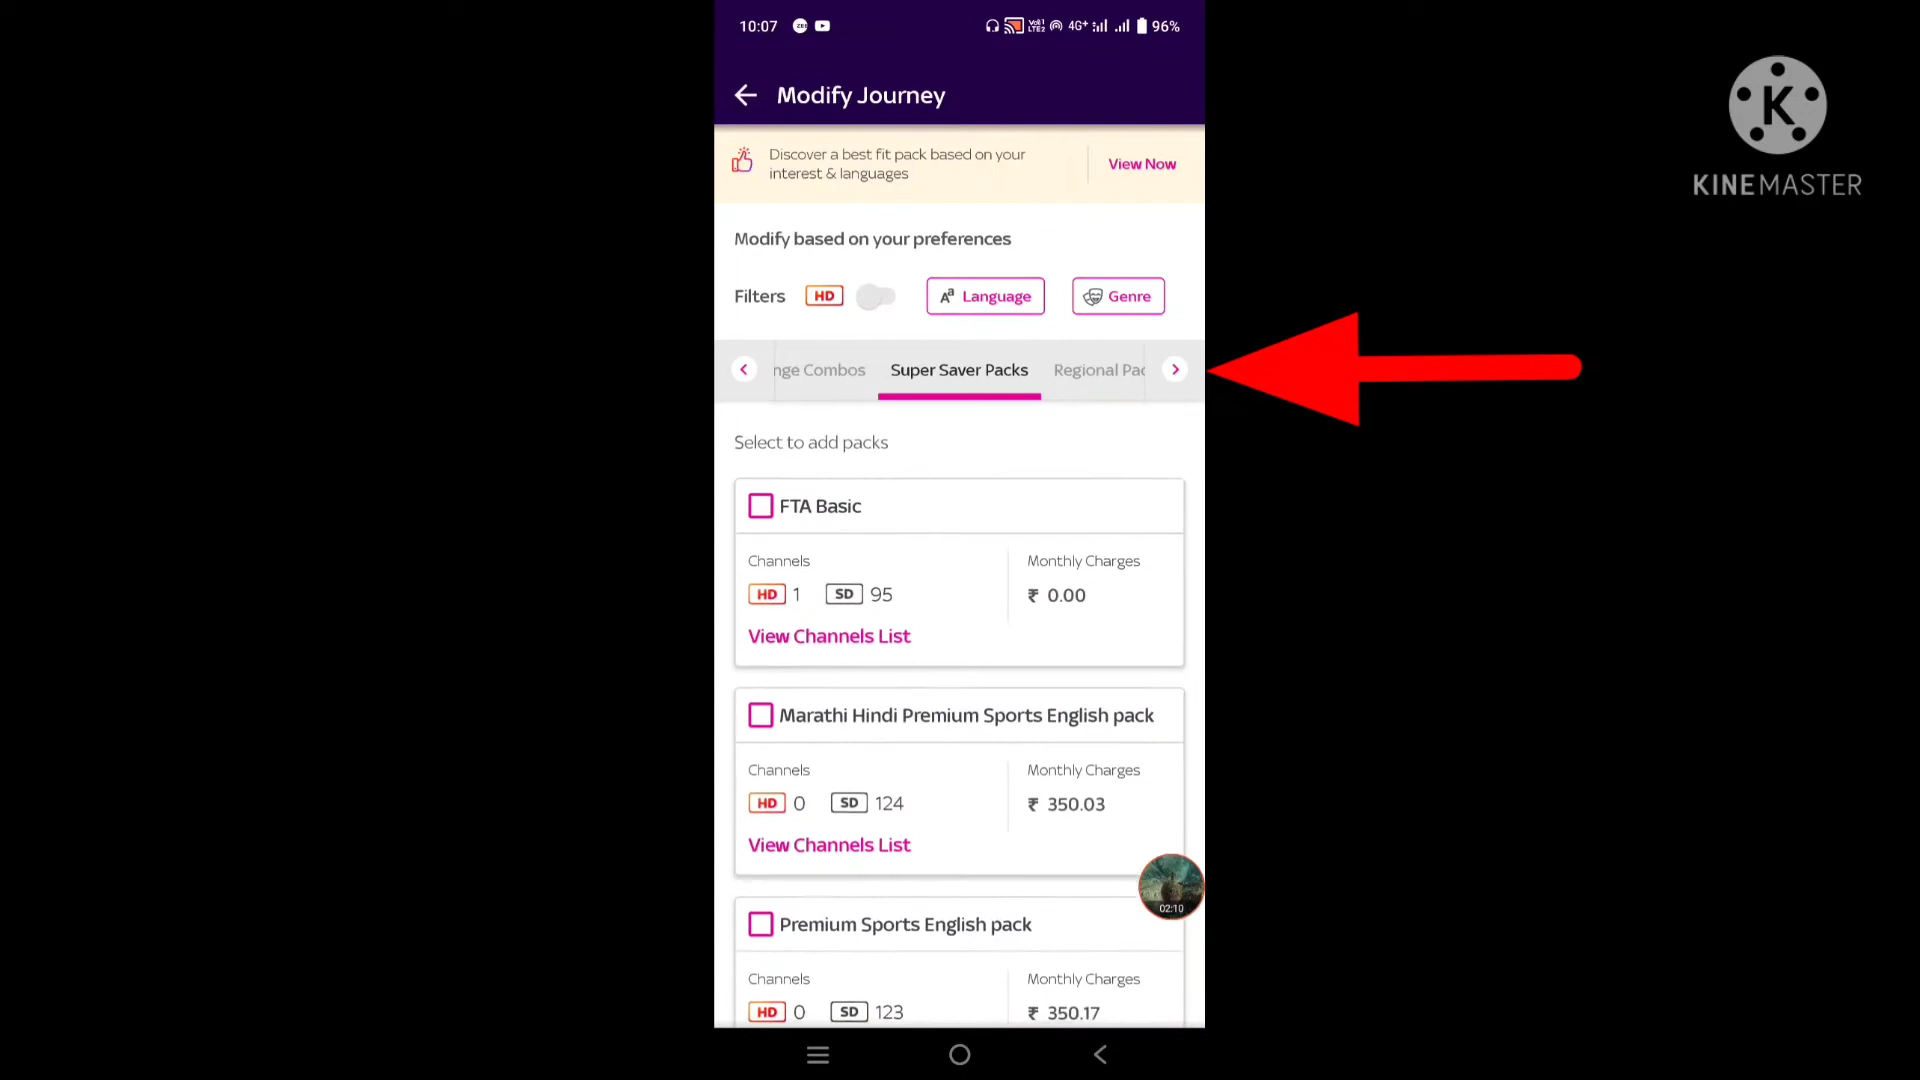 10:07
4G+
96%
Modify Journey
Discover a best fit pack based on your
interest & languages
View Now
Modify based on your preferences
Filters
HD
Language
Genre
nge Combos
Super Saver Packs
Regional Pac
Select to add packs
FTA Basic
Channels
Monthly Charges
HD 1 SD 95
₹ 0.00
View Channels List
Marathi Hindi Premium Sports English pack
Channels
Monthly Charges
HD 0 SD 124
₹ 350.03
View Channels List
02:10
Premium Sports English pack
Channels
Monthly Charges
HD 0 SD 123
₹ 350.17
K
KINEMASTER